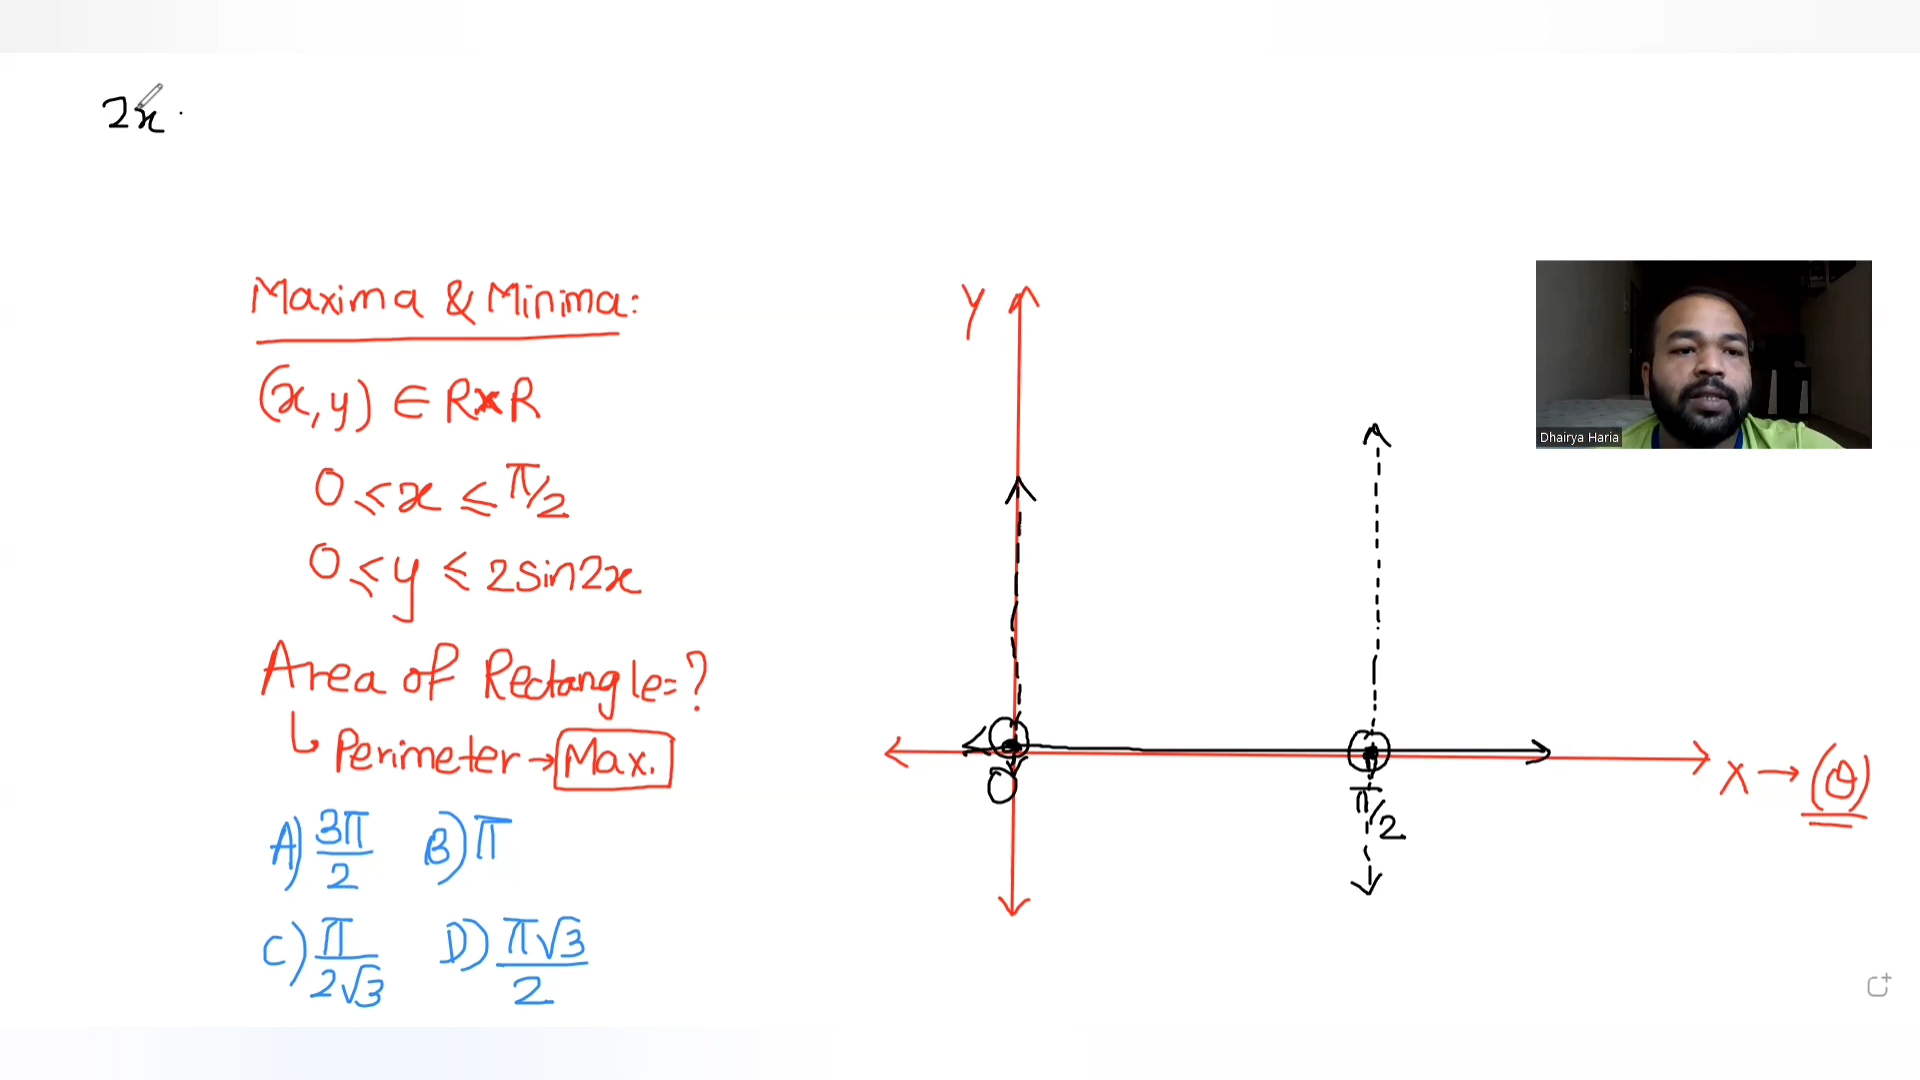 2x .
Maxima & Minima:
(x,y) ∈ R×R
0 ≤ x ≤ π/2
0 ≤ y ≤ 2sin2x
Area of Rectangle=?
↳ Perimeter → Max.
A) 3π/2 B) π
C) π/2√3 D) π√3/2
Y
Dhairya Haria
0
π/2
X → (θ)